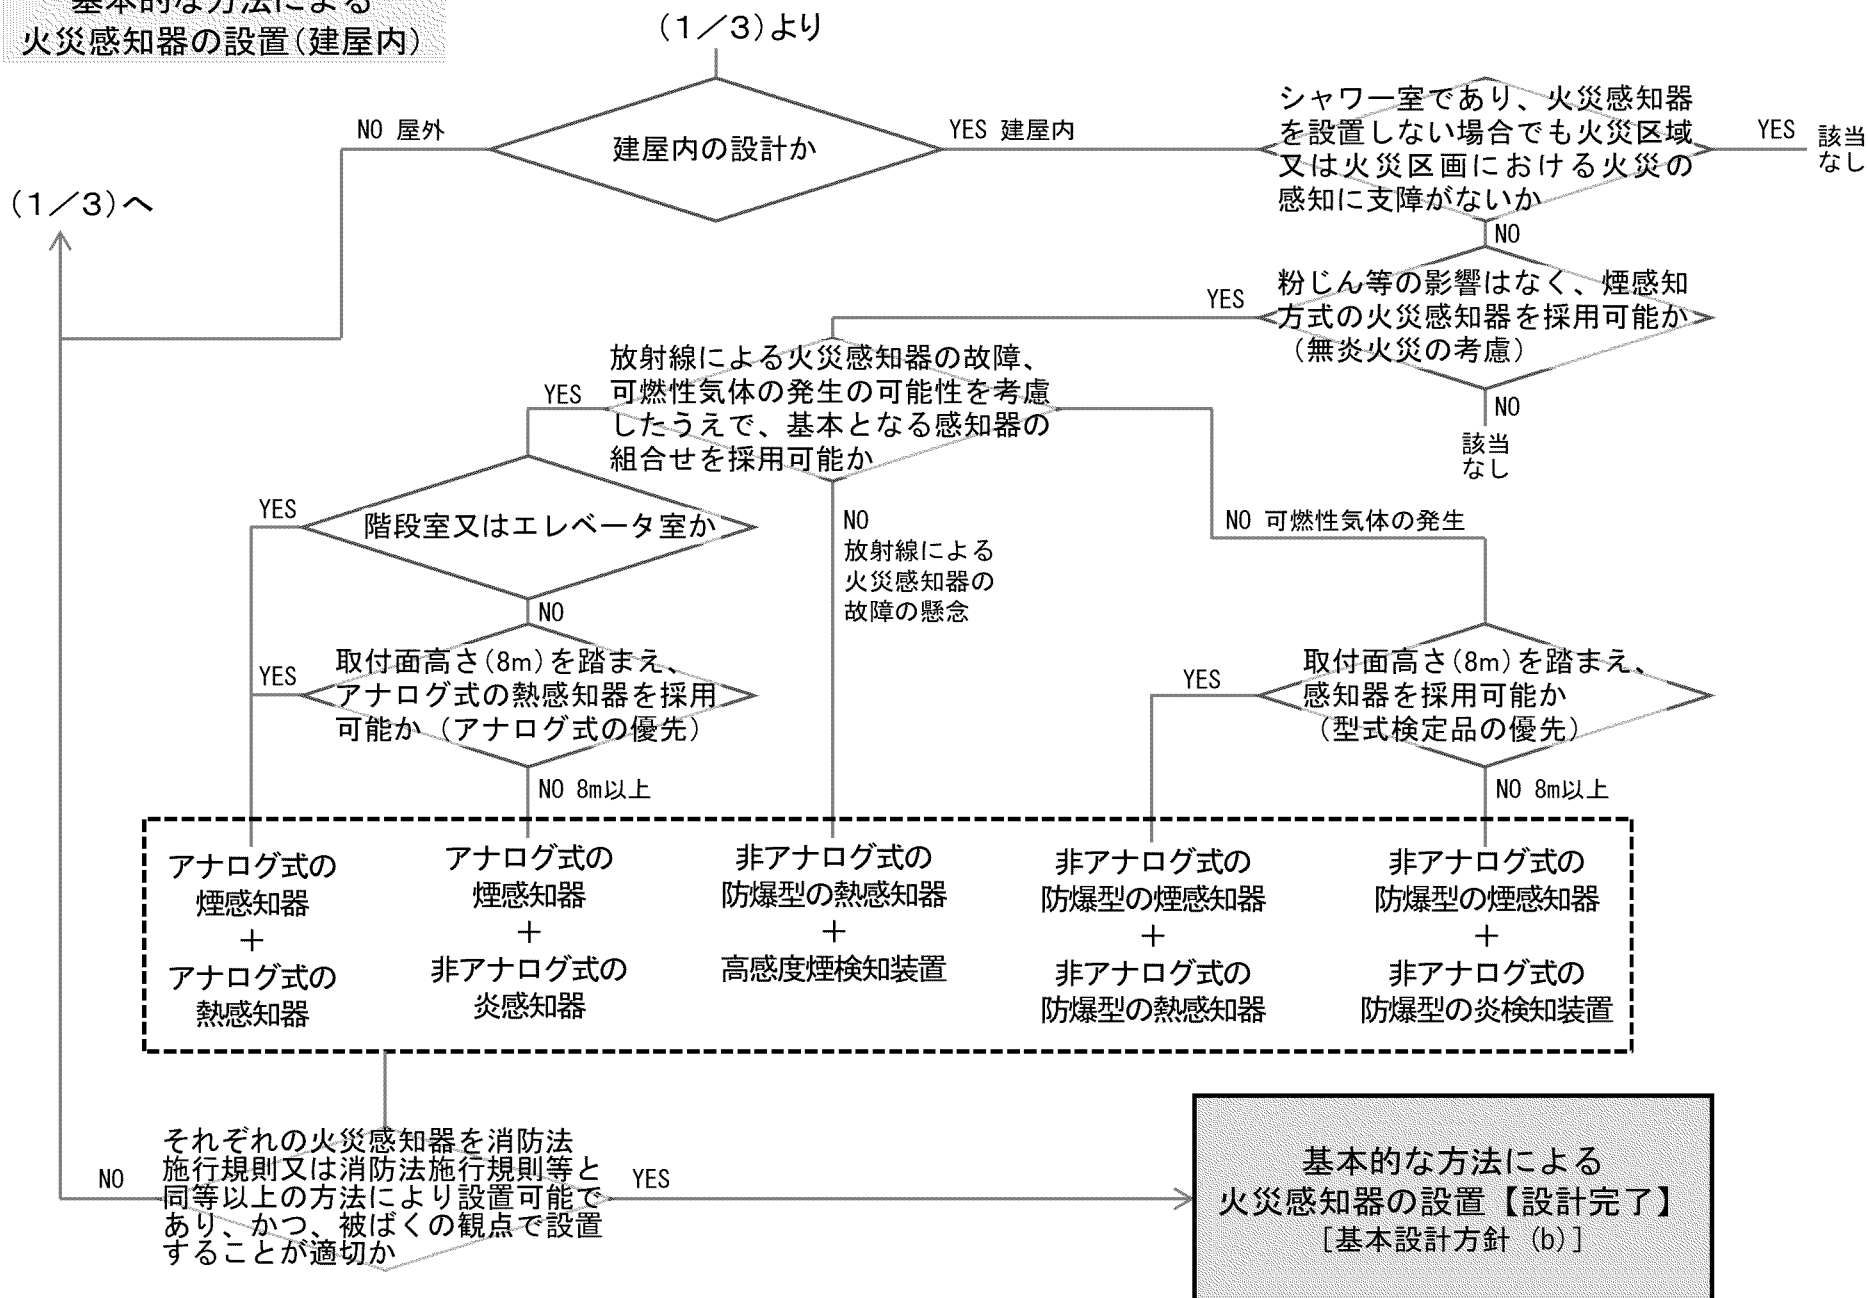 基本的な方法による
火災感知器の設置(建屋内)
(1/3)より
建屋内の設計か
NO 屋外
YES 建屋内
シャワー室であり、火災感知器
を設置しない場合でも火災区域
又は火災区画における火災の
感知に支障がないか
YES
該当
なし
(1/3)へ
NO
粉じん等の影響はなく、煙感知
方式の火災感知器を採用可能か
(無炎火災の考慮)
YES
NO
該当
なし
放射線による火災感知器の故障、
可燃性気体の発生の可能性を考慮
したうえで、基本となる感知器の
組合せを採用可能か
YES
NO
放射線による
火災感知器の
故障の懸念
NO 可燃性気体の発生
階段室又はエレベータ室か
YES
NO
取付面高さ(8m)を踏まえ、
アナログ式の熱感知器を採用
可能か(アナログ式の優先)
YES
NO 8m以上
取付面高さ(8m)を踏まえ、
感知器を採用可能か
(型式検定品の優先)
YES
NO 8m以上
アナログ式の
煙感知器
+
アナログ式の
熱感知器
アナログ式の
煙感知器
+
非アナログ式の
炎感知器
非アナログ式の
防爆型の熱感知器
+
高感度煙検知装置
非アナログ式の
防爆型の煙感知器
+
非アナログ式の
防爆型の熱感知器
非アナログ式の
防爆型の煙感知器
+
非アナログ式の
防爆型の炎検知装置
それぞれの火災感知器を消防法
施行規則又は消防法施行規則等と
同等以上の方法により設置可能で
あり、かつ、被ばくの観点で設置
することが適切か
NO
YES
基本的な方法による
火災感知器の設置【設計完了】
[基本設計方針 (b)]